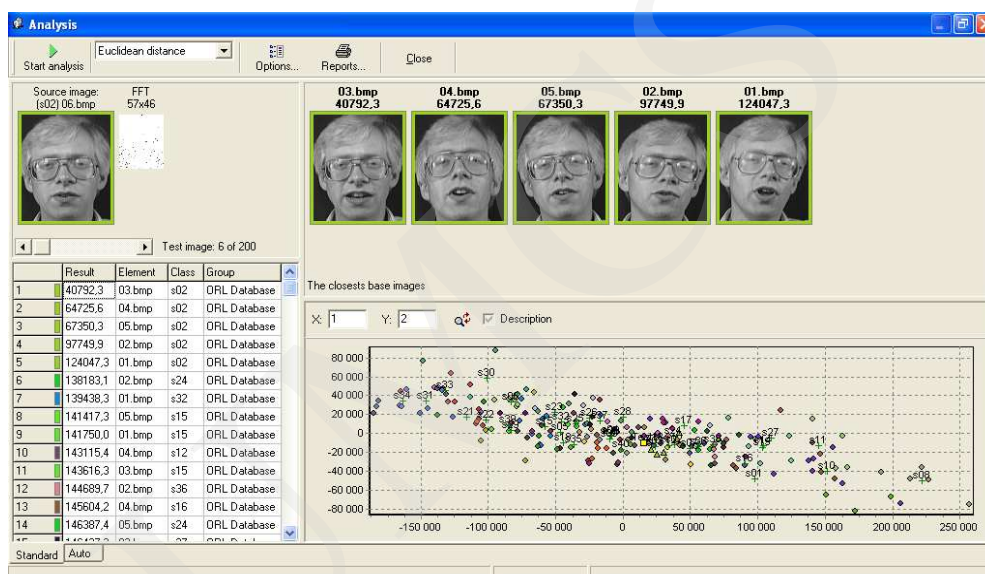 Analysis
Start analysis
Euclidean distance
Options...
Reports...
Close
Source image:
(s02) 06.bmp
FFT
57x46
Test image: 6 of 200
03.bmp
40792,3
04.bmp
64725,6
05.bmp
67350,3
02.bmp
97749,9
01.bmp
124047,3
The closests base images
Result Element Class Group
1 40792,3 03.bmp s02 ORL Database
2 64725,6 04.bmp s02 ORL Database
3 67350,3 05.bmp s02 ORL Database
4 97749,9 02.bmp s02 ORL Database
5 124047,3 01.bmp s02 ORL Database
6 138183,1 02.bmp s24 ORL Database
7 139438,3 01.bmp s32 ORL Database
8 141417,3 05.bmp s15 ORL Database
9 141750,0 01.bmp s15 ORL Database
10 143115,4 04.bmp s12 ORL Database
11 143616,3 03.bmp s15 ORL Database
12 144689,7 02.bmp s36 ORL Database
13 145604,2 04.bmp s16 ORL Database
14 146387,4 05.bmp s24 ORL Database
X: 1 Y: 2 Description
80 000
60 000
40 000
20 000
0
-20 000
-40 000
-60 000
-80 000
s30
s33
s34 s31
s21 s22
s23
s28
s17
s27
s11
s16
s01
s10
s08
-150 000 -100 000 -50 000 0 50 000 100 000 150 000 200 000 250 000
Standard Auto